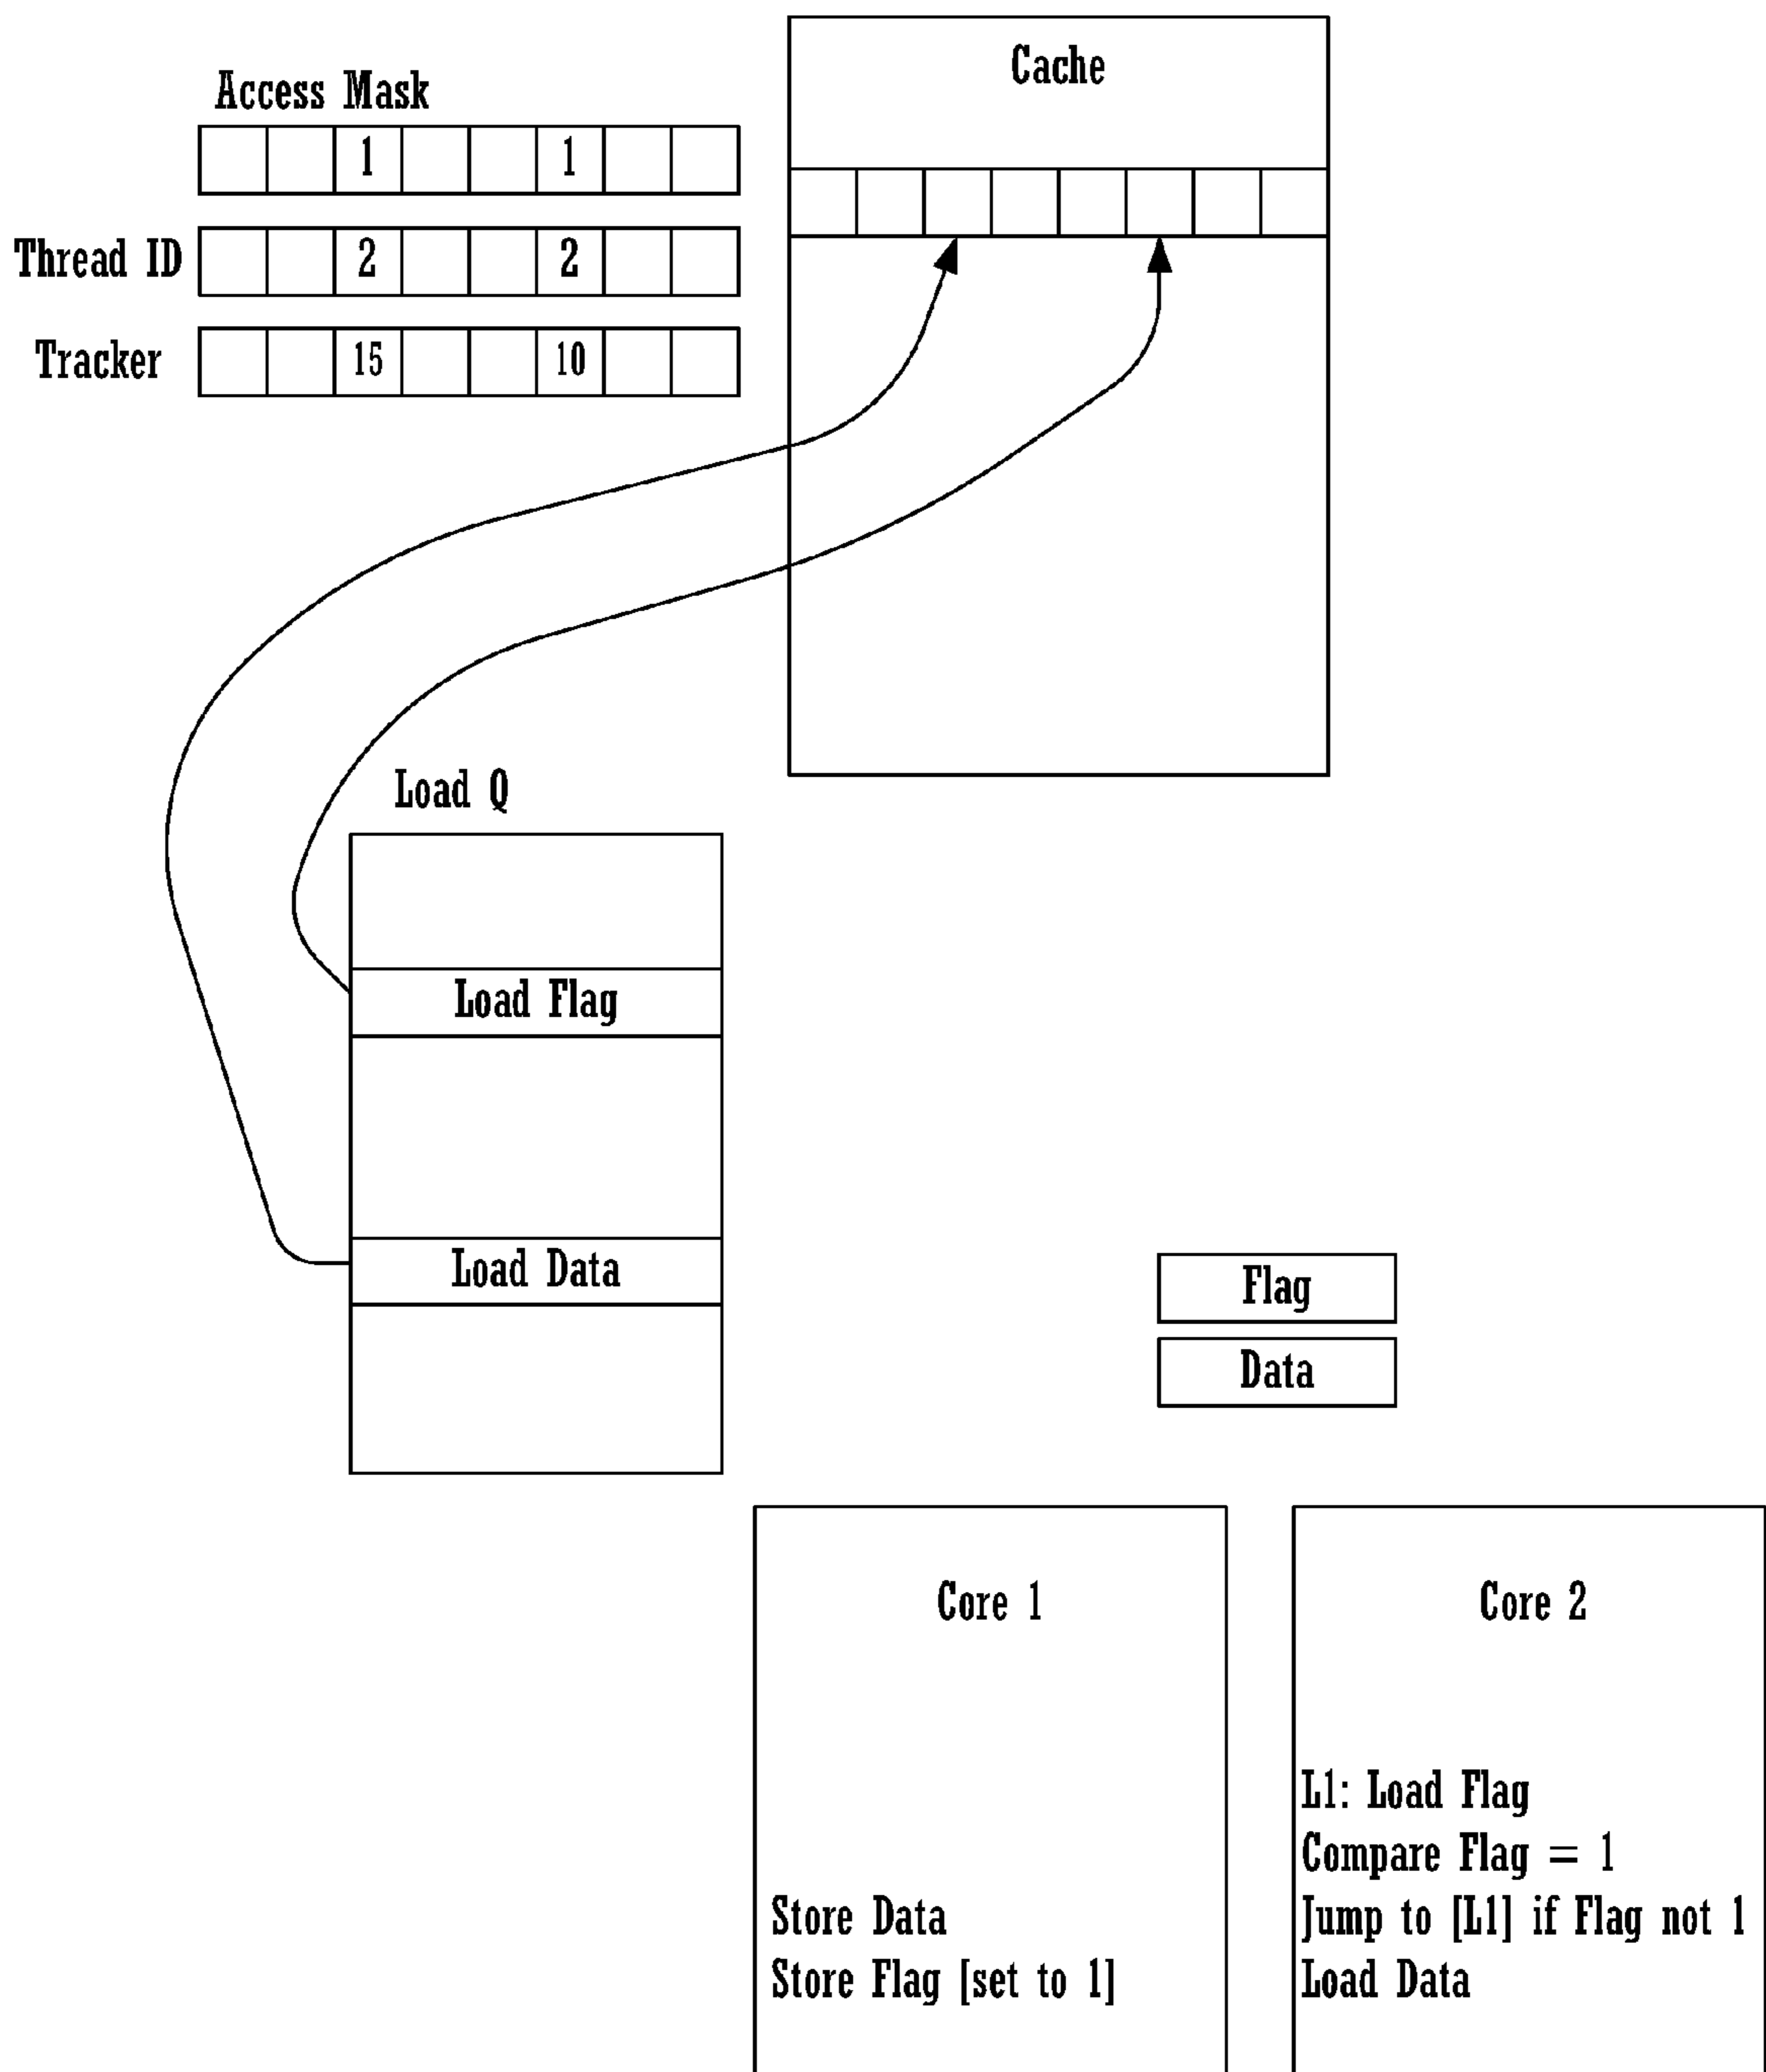 Cache
Access Mask
1 1
Thread ID 2 2
Tracker 15 10
Load Q
Load Flag
Load Data
Flag
Data
Core 1
Store Data
Store Flag [set to 1]
Core 2
L1: Load Flag
Compare Flag = 1
Jump to [L1] if Flag not 1
Load Data